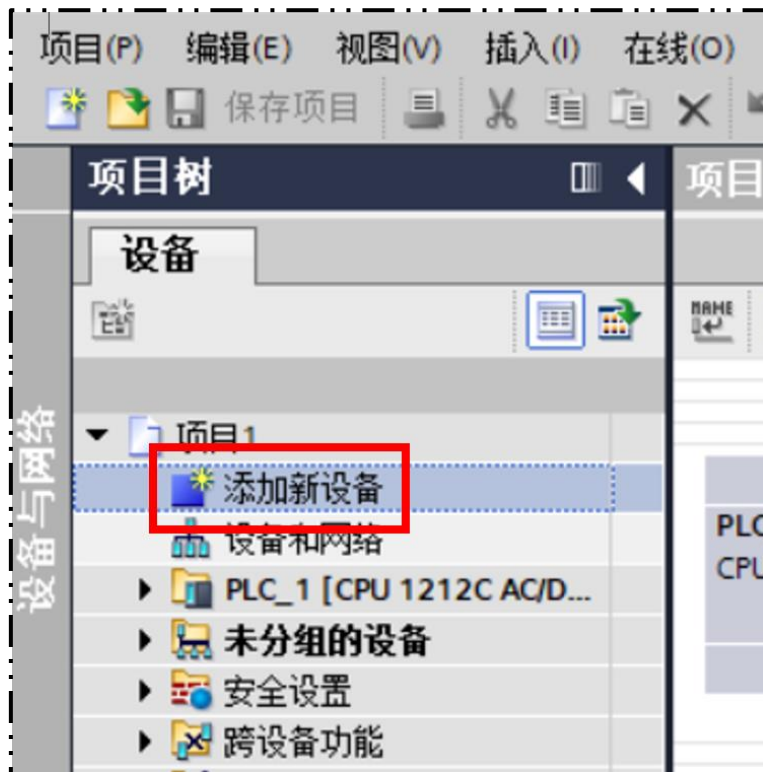 项目(P) 编辑(E) 视图(V) 插入(I) 在线(O)
保存项目
项目树
项目
设备
NAME
设备与网络
项目1
添加新设备
设备和网络
PLC_1 [CPU 1212C AC/D...
未分组的设备
安全设置
跨设备功能
PLC
CPU